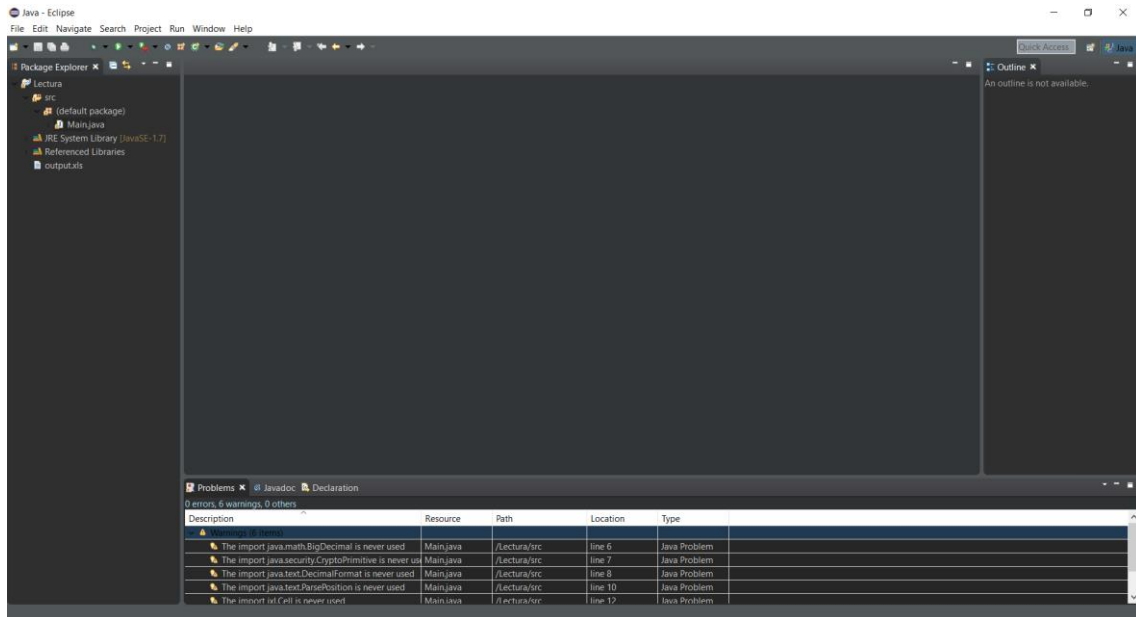 Java - Eclipse
File Edit Navigate Search Project Run Window Help
Quick Access
Java
Package Explorer
Lectura
src
(default package)
Main.java
JRE System Library [JavaSE-1.7]
Referenced Libraries
output.xls
Outline
An outline is not available.
Problems Javadoc Declaration
0 errors, 6 warnings, 0 others
Description Resource Path Location Type
Warnings (6 items)
The import java.math.BigDecimal is never used Main.java /Lectura/src line 6 Java Problem
The import java.security.CryptoPrimitive is never us Main.java /Lectura/src line 7 Java Problem
The import java.text.DecimalFormat is never used Main.java /Lectura/src line 8 Java Problem
The import java.text.ParsePosition is never used Main.java /Lectura/src line 10 Java Problem
The import jxl.Cell is never used Main.java /Lectura/src line 12 Java Problem